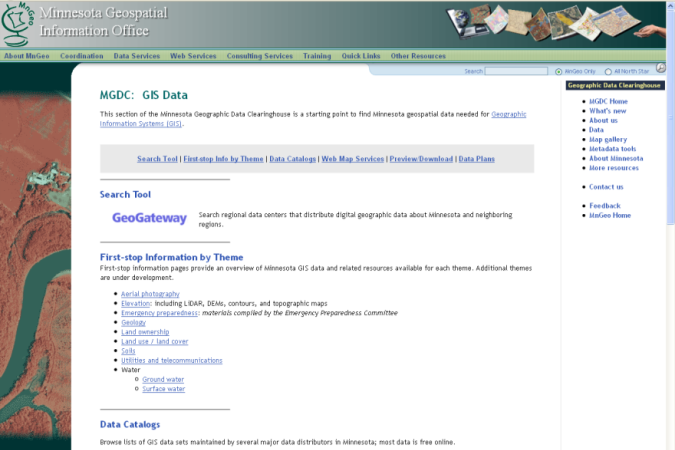 MnGeo
Minnesota Geospatial
Information Office
About MnGeo Coordination Data Services Web Services Consulting Services Training Quick Links Other Resources
Search MnGeo Only All North Star
Geographic Data Clearinghouse
MGDC Home
What's new
About us
Data
Map gallery
Metadata tools
About Minnesota
More resources
Contact us
Feedback
MnGeo Home
MGDC: GIS Data
This section of the Minnesota Geographic Data Clearinghouse is a starting point to find Minnesota geospatial data needed for Geographic
Information Systems (GIS).
Search Tool | First-stop Info by Theme | Data Catalogs | Web Map Services | Preview/Download | Data Plans
Search Tool
GeoGateway
Search regional data centers that distribute digital geographic data about Minnesota and neighboring
regions.
First-stop Information by Theme
First-stop information pages provide an overview of Minnesota GIS data and related resources available for each theme. Additional themes
are under development.
Aerial photography
Elevation: including LiDAR, DEMs, contours, and topographic maps
Emergency preparedness: materials compiled by the Emergency Preparedness Committee
Geology
Land ownership
Land use / land cover
Soils
Utilities and telecommunications
Water
Ground water
Surface water
Data Catalogs
Browse lists of GIS data sets maintained by several major data distributors in Minnesota; most data is free online.